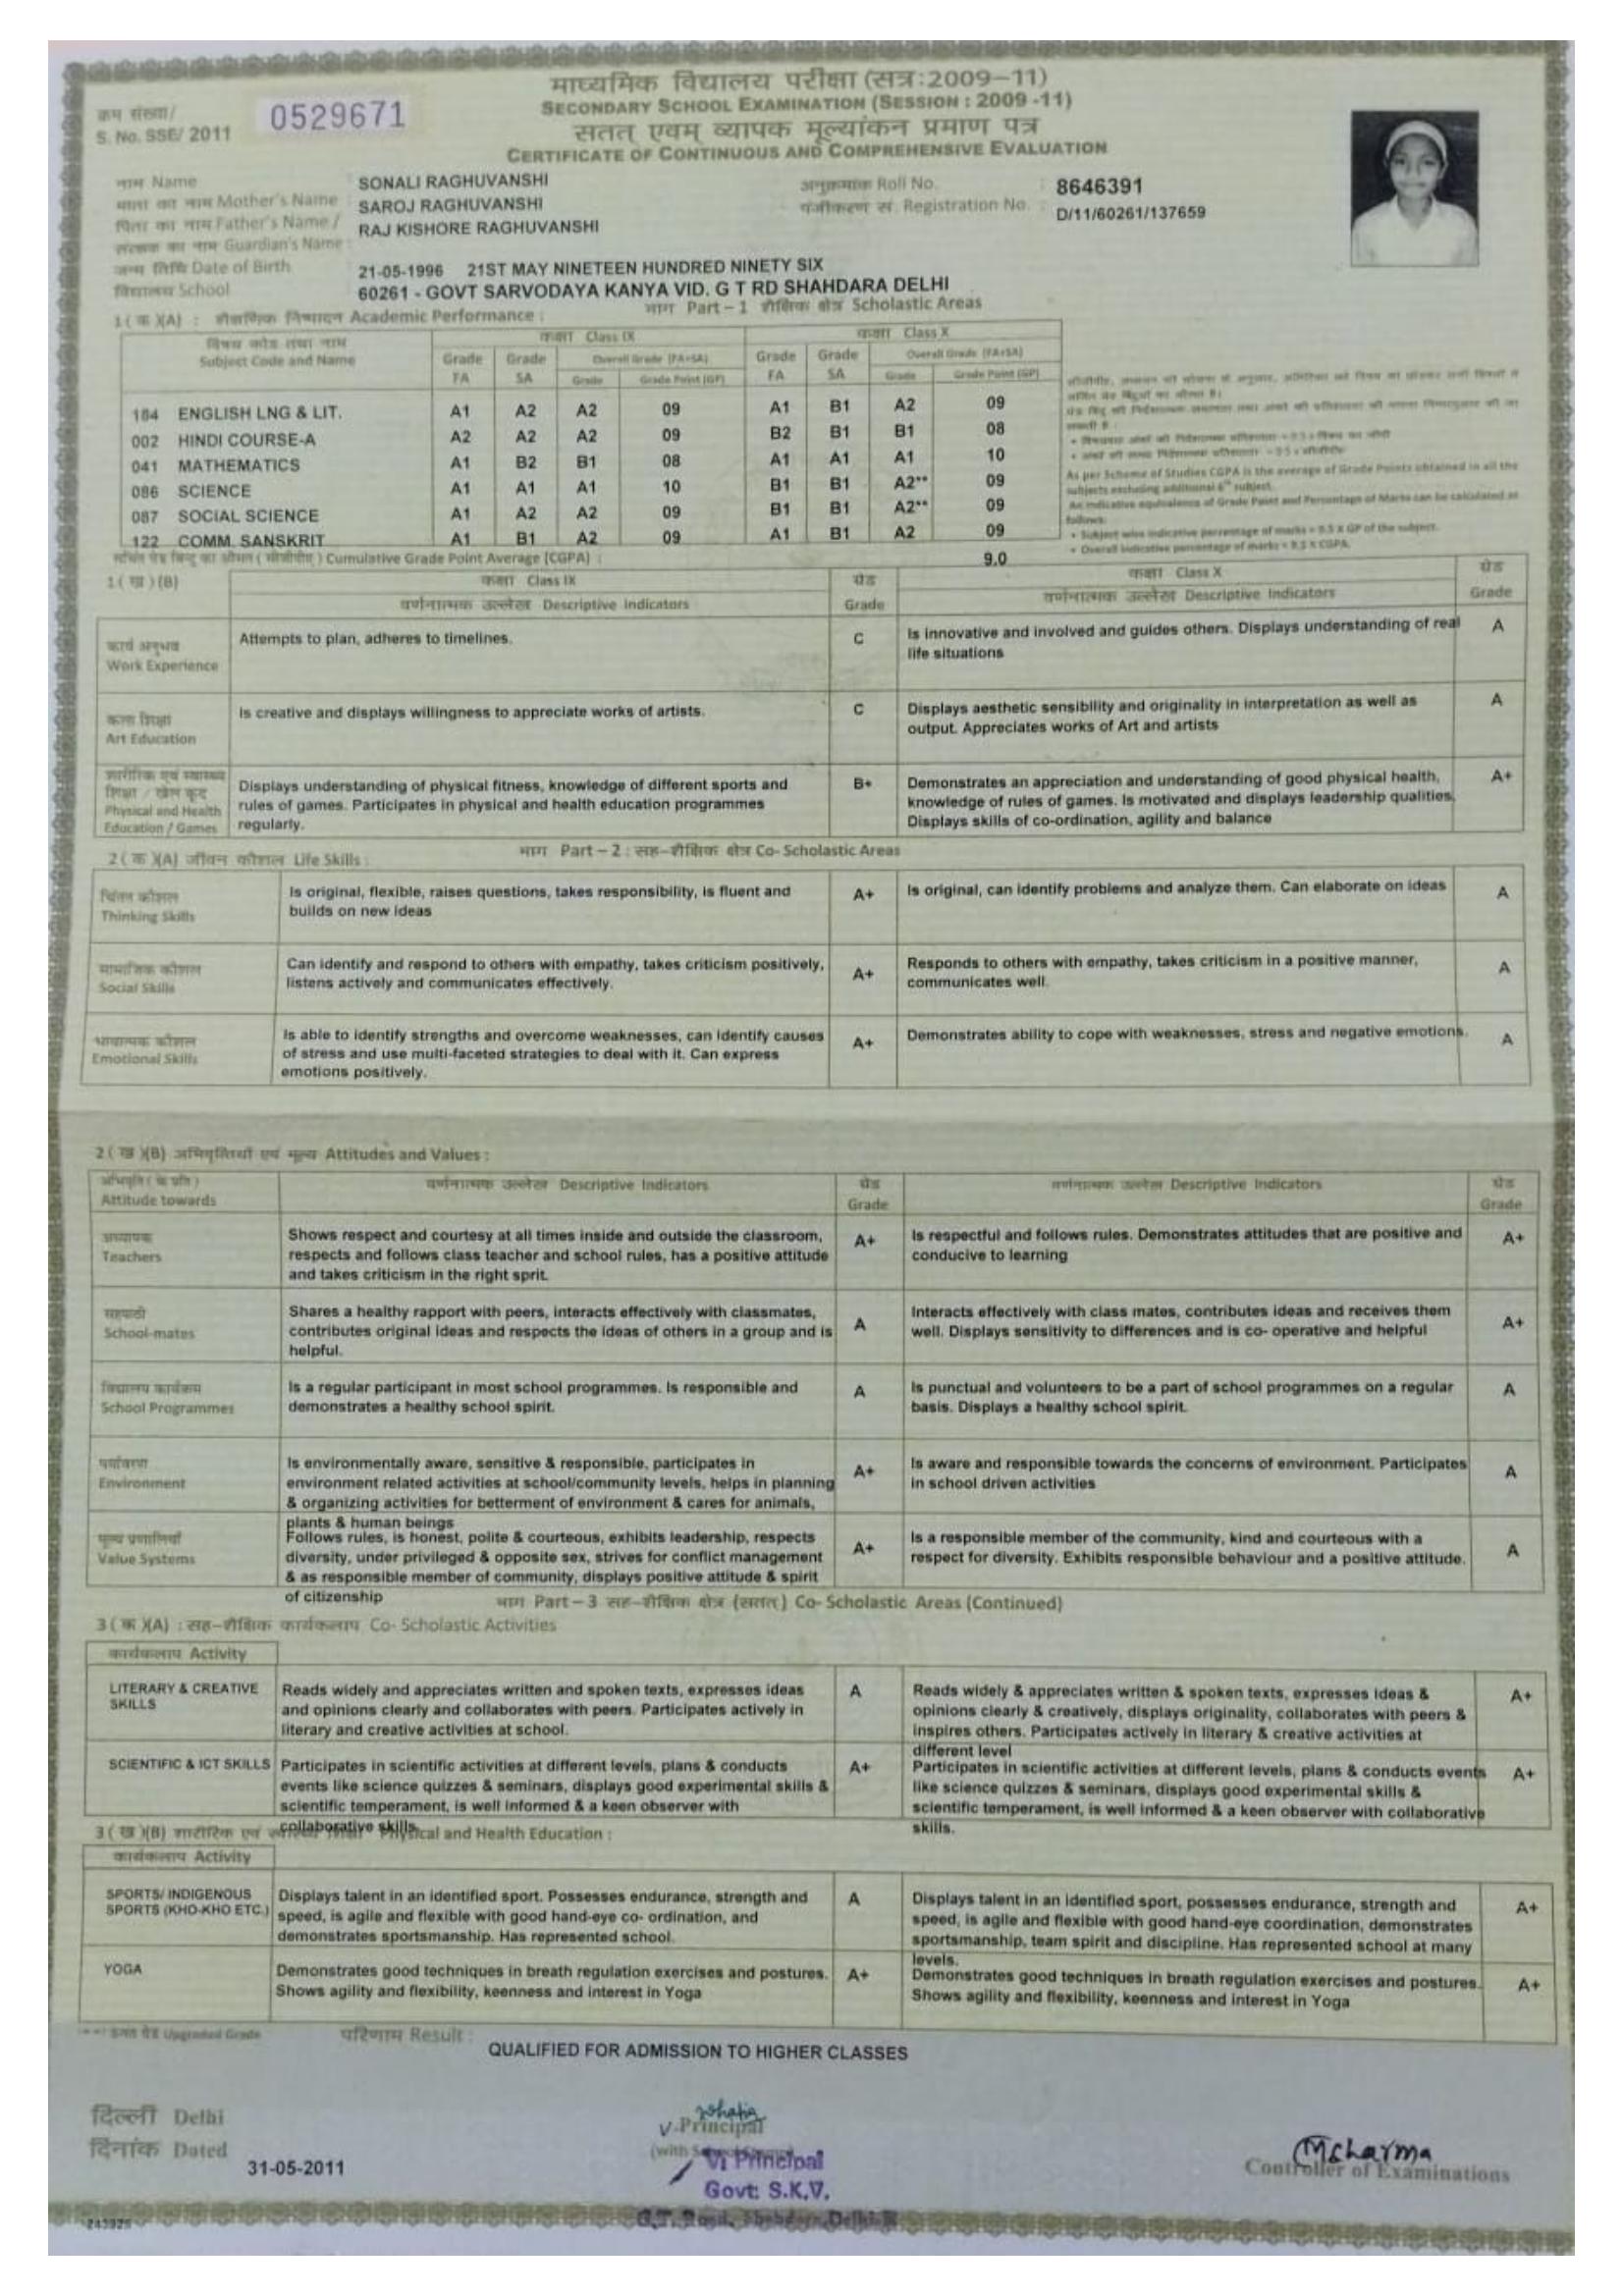 माध्यमिक विद्यालय परीक्षा (सत्र:2009–11)
SECONDARY SCHOOL EXAMINATION (SESSION : 2009 -11)
क्रम संख्या/
S. No. SSE/ 2011 0529671
सतत् एवम् व्यापक मूल्यांकन प्रमाण पत्र
CERTIFICATE OF CONTINUOUS AND COMPREHENSIVE EVALUATION
नाम Name SONALI RAGHUVANSHI अनुक्रमांक Roll No. : 8646391
माता का नाम Mother's Name : SAROJ RAGHUVANSHI पंजीकरण सं. Registration No. : D/11/60261/137659
पिता का नाम Father's Name / RAJ KISHORE RAGHUVANSHI
संरक्षक का नाम Guardian's Name :
जन्म तिथि Date of Birth 21-05-1996 21ST MAY NINETEEN HUNDRED NINETY SIX
विद्यालय School 60261 - GOVT SARVODAYA KANYA VID. G T RD SHAHDARA DELHI
भाग Part – 1 शैक्षिक क्षेत्र Scholastic Areas
1 ( क )(A) : शैक्षणिक निष्पादन Academic Performance :
विषय कोड तथा नाम कक्षा Class IX कक्षा Class X
Subject Code and Name Grade FA Grade SA Overall Grade (FA+SA) Grade FA Grade SA Overall Grade (FA+SA)
Grade Grade Point (GP) Grade Grade Point (GP)
184 ENGLISH LNG & LIT. A1 A2 A2 09 A1 B1 A2 09
002 HINDI COURSE-A A2 A2 A2 09 B2 B1 B1 08
041 MATHEMATICS A1 B2 B1 08 A1 A1 A1 10
086 SCIENCE A1 A1 A1 10 B1 B1 A2** 09
087 SOCIAL SCIENCE A1 A2 A2 09 B1 B1 A2** 09
122 COMM. SANSKRIT A1 B1 A2 09 A1 B1 A2 09
As per Scheme of Studies CGPA is the average of Grade Points obtained in all the
subjects excluding additional 6th subject.
An indicative equivalence of Grade Point and Percentage of Marks can be calculated as
follows:
• Subject wise indicative percentage of marks = 9.5 X GP of the subject.
• Overall indicative percentage of marks = 9.5 X CGPA.
Cumulative Grade Point Average (CGPA) : 9.0
1 ( ख ) (B) कक्षा Class IX ग्रेड कक्षा Class X ग्रेड
वर्णनात्मक उल्लेख Descriptive Indicators Grade वर्णनात्मक उल्लेख Descriptive Indicators Grade
कार्य अनुभव
Work Experience
Attempts to plan, adheres to timelines. C
Is innovative and involved and guides others. Displays understanding of real A
life situations
कला शिक्षा
Art Education
Is creative and displays willingness to appreciate works of artists. C
Displays aesthetic sensibility and originality in interpretation as well as A
output. Appreciates works of Art and artists
शारीरिक एवं स्वास्थ्य
शिक्षा / खेल कूद
Physical and Health
Education / Games
Displays understanding of physical fitness, knowledge of different sports and B+
rules of games. Participates in physical and health education programmes
regularly.
Demonstrates an appreciation and understanding of good physical health, A+
knowledge of rules of games. Is motivated and displays leadership qualities.
Displays skills of co-ordination, agility and balance
भाग Part – 2 : सह–शैक्षिक क्षेत्र Co- Scholastic Areas
2 ( क )(A) जीवन कौशल Life Skills :
चिंतन कौशल
Thinking Skills
Is original, flexible, raises questions, takes responsibility, is fluent and A+
builds on new ideas
Is original, can identify problems and analyze them. Can elaborate on ideas A
सामाजिक कौशल
Social Skills
Can identify and respond to others with empathy, takes criticism positively, A+
listens actively and communicates effectively.
Responds to others with empathy, takes criticism in a positive manner, A
communicates well.
भावात्मक कौशल
Emotional Skills
Is able to identify strengths and overcome weaknesses, can identify causes A+
of stress and use multi-faceted strategies to deal with it. Can express
emotions positively.
Demonstrates ability to cope with weaknesses, stress and negative emotions. A
2 ( ख )(B) अभिवृत्तियाँ एवं मूल्य Attitudes and Values :
Attitude towards वर्णनात्मक उल्लेख Descriptive Indicators ग्रेड Grade वर्णनात्मक उल्लेख Descriptive Indicators ग्रेड Grade
अध्यापक
Teachers
Shows respect and courtesy at all times inside and outside the classroom, A+
respects and follows class teacher and school rules, has a positive attitude
and takes criticism in the right sprit.
Is respectful and follows rules. Demonstrates attitudes that are positive and A+
conducive to learning
सहपाठी
School-mates
Shares a healthy rapport with peers, interacts effectively with classmates, A
contributes original ideas and respects the ideas of others in a group and is
helpful.
Interacts effectively with class mates, contributes ideas and receives them A+
well. Displays sensitivity to differences and is co- operative and helpful
विद्यालय कार्यक्रम
School Programmes
Is a regular participant in most school programmes. Is responsible and A
demonstrates a healthy school spirit.
Is punctual and volunteers to be a part of school programmes on a regular A
basis. Displays a healthy school spirit.
पर्यावरण
Environment
Is environmentally aware, sensitive & responsible, participates in A+
environment related activities at school/community levels, helps in planning
& organizing activities for betterment of environment & cares for animals,
plants & human beings
Is aware and responsible towards the concerns of environment. Participates A
in school driven activities
मूल्य प्रणालियाँ
Value Systems
Follows rules, is honest, polite & courteous, exhibits leadership, respects A+
diversity, under privileged & opposite sex, strives for conflict management
& as responsible member of community, displays positive attitude & spirit
of citizenship
Is a responsible member of the community, kind and courteous with a A
respect for diversity. Exhibits responsible behaviour and a positive attitude.
भाग Part – 3 सह–शैक्षिक क्षेत्र (सतत) Co- Scholastic Areas (Continued)
3 ( क )(A) : सह–शैक्षिक कार्यकलाप Co- Scholastic Activities
कार्यकलाप Activity
LITERARY & CREATIVE
SKILLS
Reads widely and appreciates written and spoken texts, expresses ideas A
and opinions clearly and collaborates with peers. Participates actively in
literary and creative activities at school.
Reads widely & appreciates written & spoken texts, expresses ideas & A+
opinions clearly & creatively, displays originality, collaborates with peers &
inspires others. Participates actively in literary & creative activities at
different level
SCIENTIFIC & ICT SKILLS
Participates in scientific activities at different levels, plans & conducts A+
events like science quizzes & seminars, displays good experimental skills &
scientific temperament, is well informed & a keen observer with
collaborative skills.
Participates in scientific activities at different levels, plans & conducts events A+
like science quizzes & seminars, displays good experimental skills &
scientific temperament, is well informed & a keen observer with collaborative
skills.
3 ( ख )(B) शारीरिक एवं स्वास्थ्य शिक्षा Physical and Health Education :
कार्यकलाप Activity
SPORTS/ INDIGENOUS
SPORTS (KHO-KHO ETC.)
Displays talent in an identified sport. Possesses endurance, strength and A
speed, is agile and flexible with good hand-eye co- ordination, and
demonstrates sportsmanship. Has represented school.
Displays talent in an identified sport, possesses endurance, strength and A+
speed, is agile and flexible with good hand-eye coordination, demonstrates
sportsmanship, team spirit and discipline. Has represented school at many
levels.
YOGA
Demonstrates good techniques in breath regulation exercises and postures. A+
Shows agility and flexibility, keenness and interest in Yoga
Demonstrates good techniques in breath regulation exercises and postures. A+
Shows agility and flexibility, keenness and interest in Yoga
Upgraded Grade परिणाम Result :
QUALIFIED FOR ADMISSION TO HIGHER CLASSES
दिल्ली Delhi
दिनांक Dated 31-05-2011
V. Principal
V. Principal
Govt. S.K.V.
G.T. Road, Shahdara, Delhi
MSharma
Controller of Examinations
243925